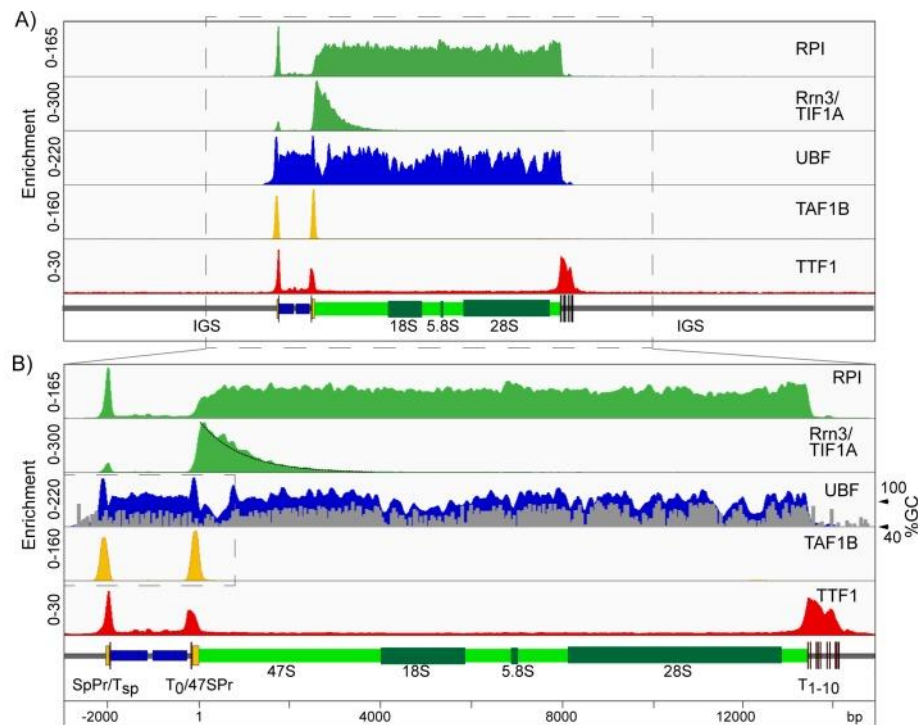 A)
Enrichment
0-165
RPI
0-300
Rrn3/
TIF1A
0-220
UBF
0-160
TAF1B
0-30
TTF1
IGS
18S
5.8S
28S
IGS
B)
Enrichment
0-165
RPI
0-300
Rrn3/
TIF1A
0-220
UBF
100
40
%GC
0-160
TAF1B
0-30
TTF1
47S
18S
5.8S
28S
SpPr/Tsp
T0/47SPr
T1-10
-2000
1
4000
8000
12000
bp